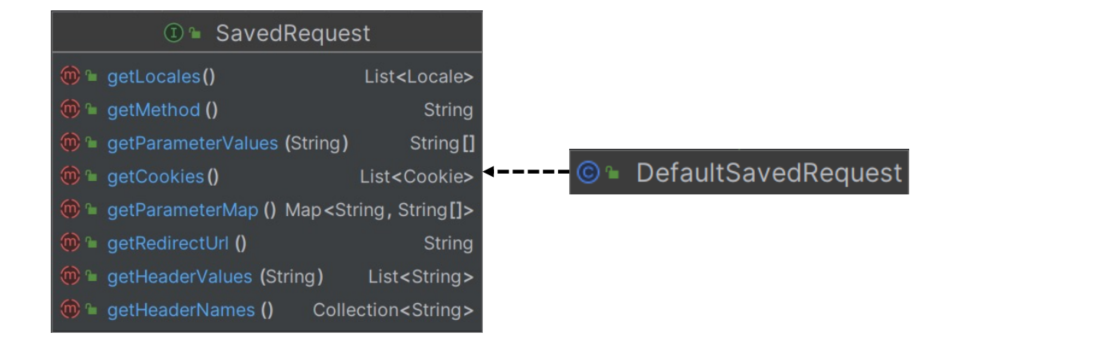 SavedRequest
getLocales() List<Locale>
getMethod () String
getParameterValues (String) String[]
getCookies() List<Cookie>
getParameterMap () Map<String, String[]>
getRedirectUrl () String
getHeaderValues (String) List<String>
getHeaderNames () Collection<String>
DefaultSavedRequest